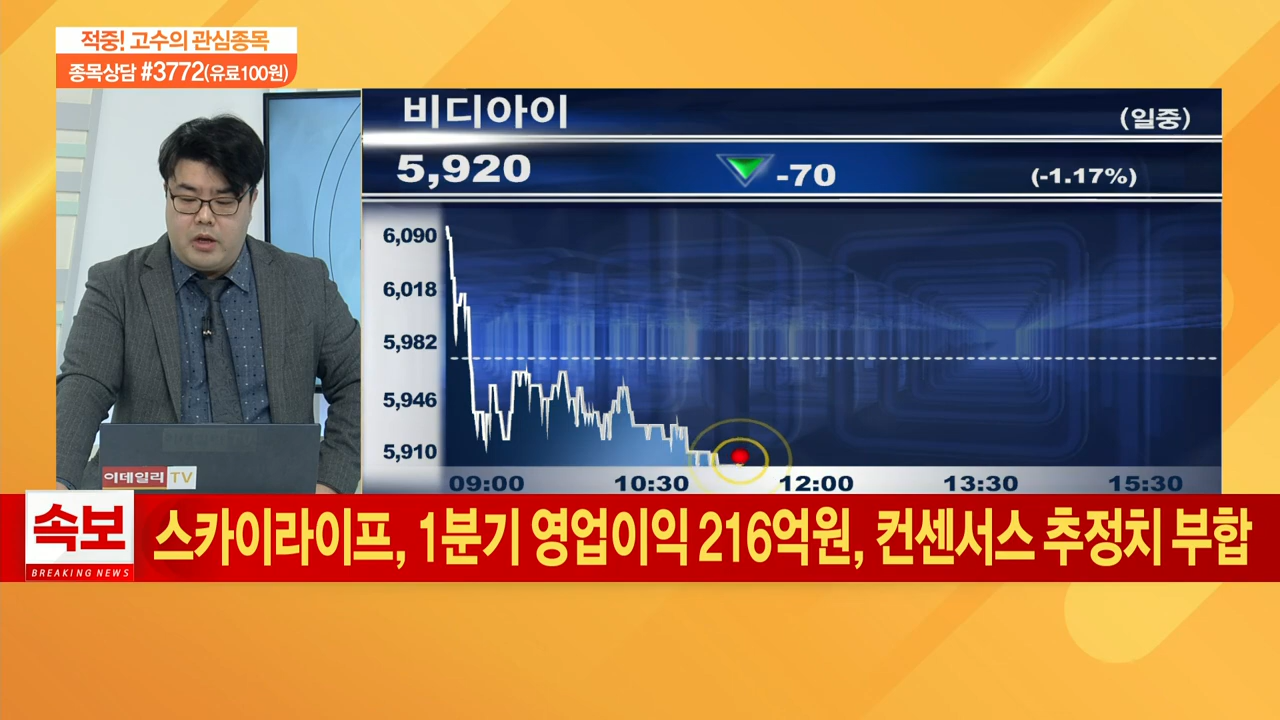 적중! 고수의 관심종목
종목상담 #3772(유료100원)
비디아이
(일중)
5,920
-70
(-1.17%)
6,090
6,018
5,982
5,946
5,910
09:00 10:30 12:00 13:30 15:30
이데일리 TV
속보
BREAKING NEWS
스카이라이프, 1분기 영업이익 216억원, 컨센서스 추정치 부합